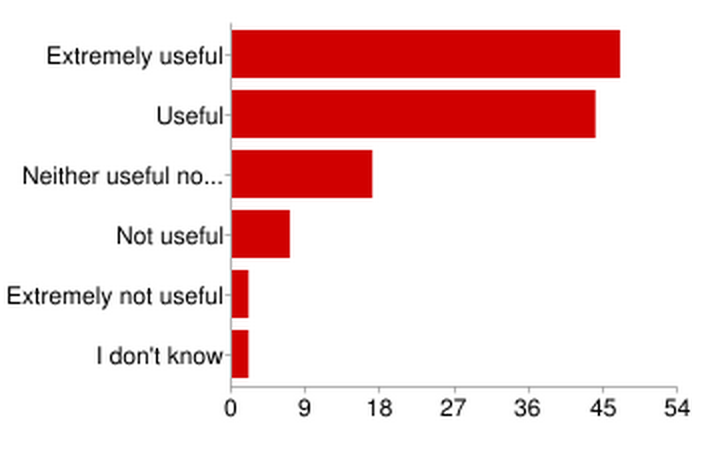 Extremely useful
Useful
Neither useful no...
Not useful
Extremely not useful
I don't know
0 9 18 27 36 45 54